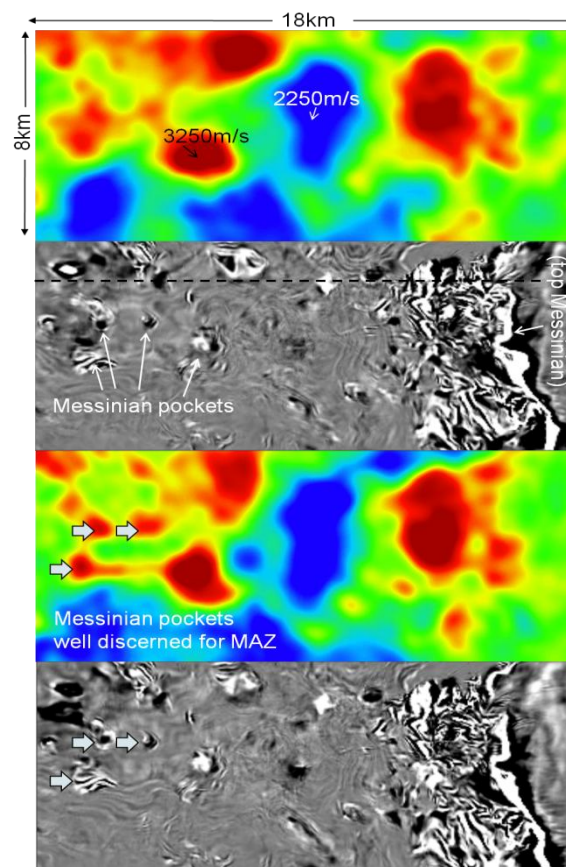 18km
8km
2250m/s
3250m/s
(top Messinian)
Messinian pockets
Messinian pockets
well discerned for MAZ